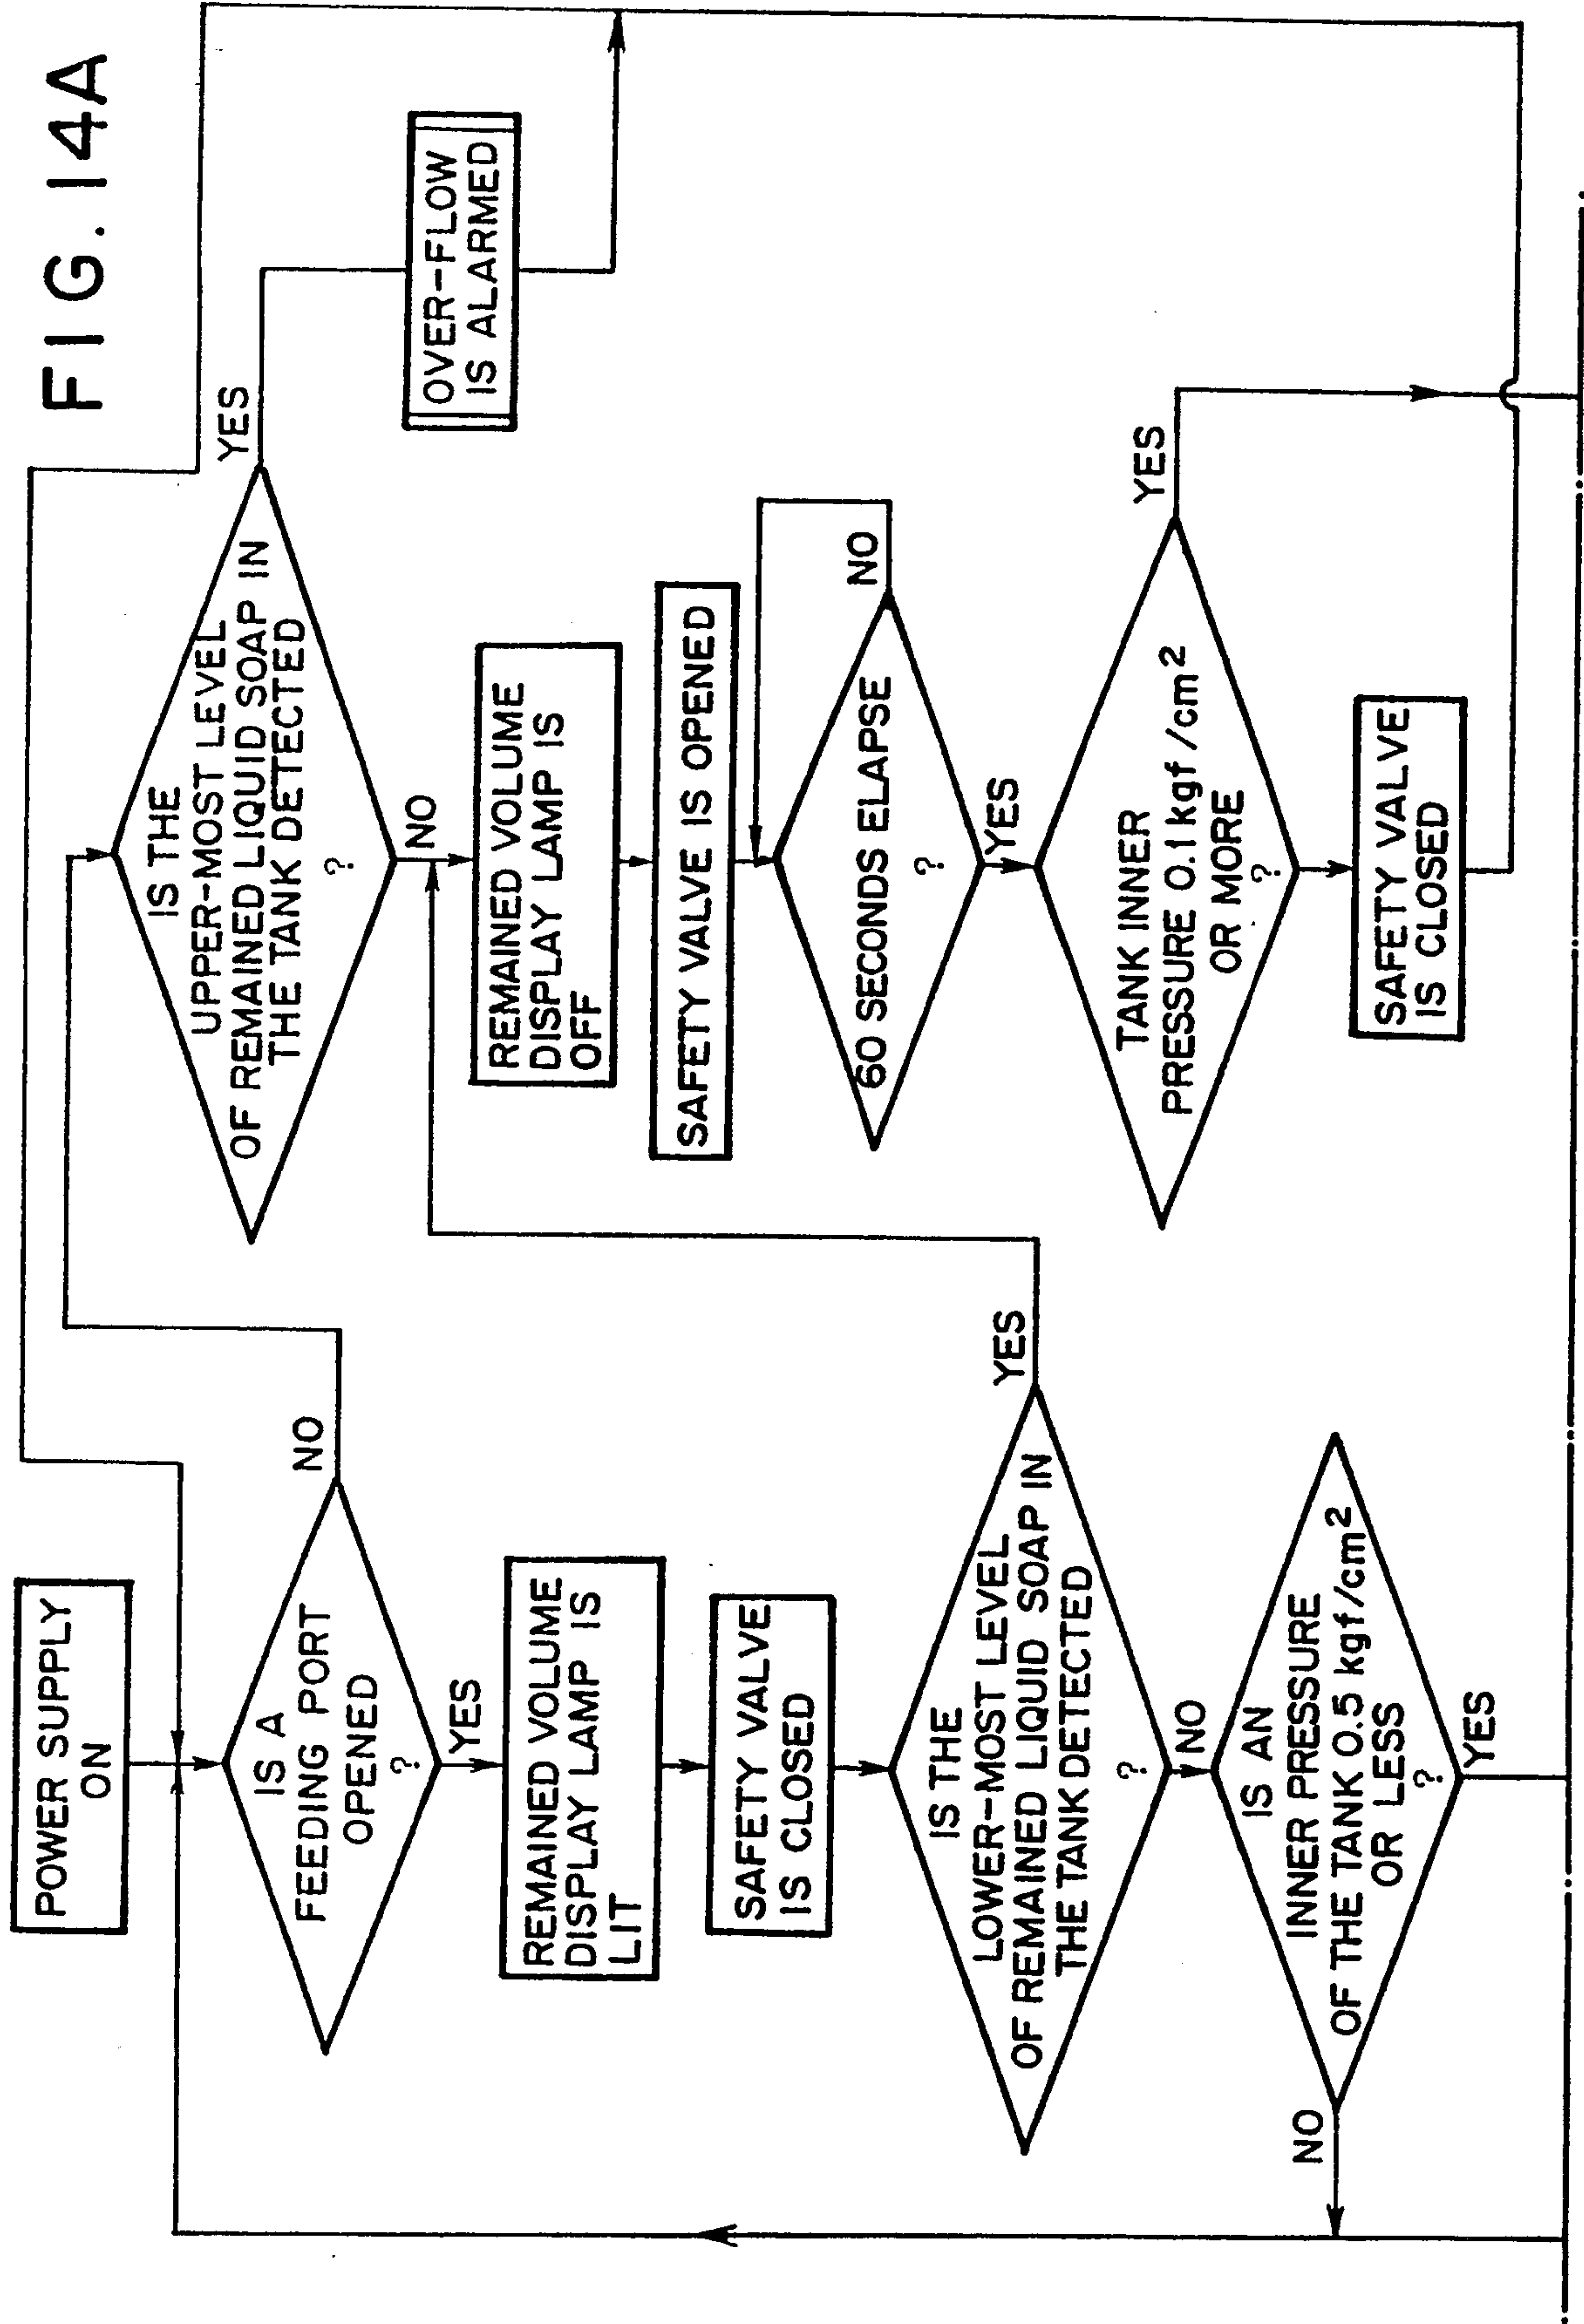 FIG. 14A
POWER SUPPLY
ON
IS A
FEEDING PORT
OPENED
?
NO
YES
REMAINED VOLUME
DISPLAY LAMP IS
LIT
SAFETY VALVE
IS CLOSED
IS THE
LOWER-MOST LEVEL
OF REMAINED LIQUID SOAP IN
THE TANK DETECTED
?
YES
NO
IS AN
INNER PRESSURE
OF THE TANK 0.5 kgf/cm²
OR LESS
?
NO
YES
IS THE
UPPER-MOST LEVEL
OF REMAINED LIQUID SOAP IN
THE TANK DETECTED
?
YES
NO
OVER-FLOW
IS ALARMED
REMAINED VOLUME
DISPLAY LAMP IS
OFF
SAFETY VALVE IS OPENED
60 SECONDS ELAPSE
?
NO
YES
TANK INNER
PRESSURE 0.1 kgf/cm²
OR MORE
?
YES
SAFETY VALVE
IS CLOSED